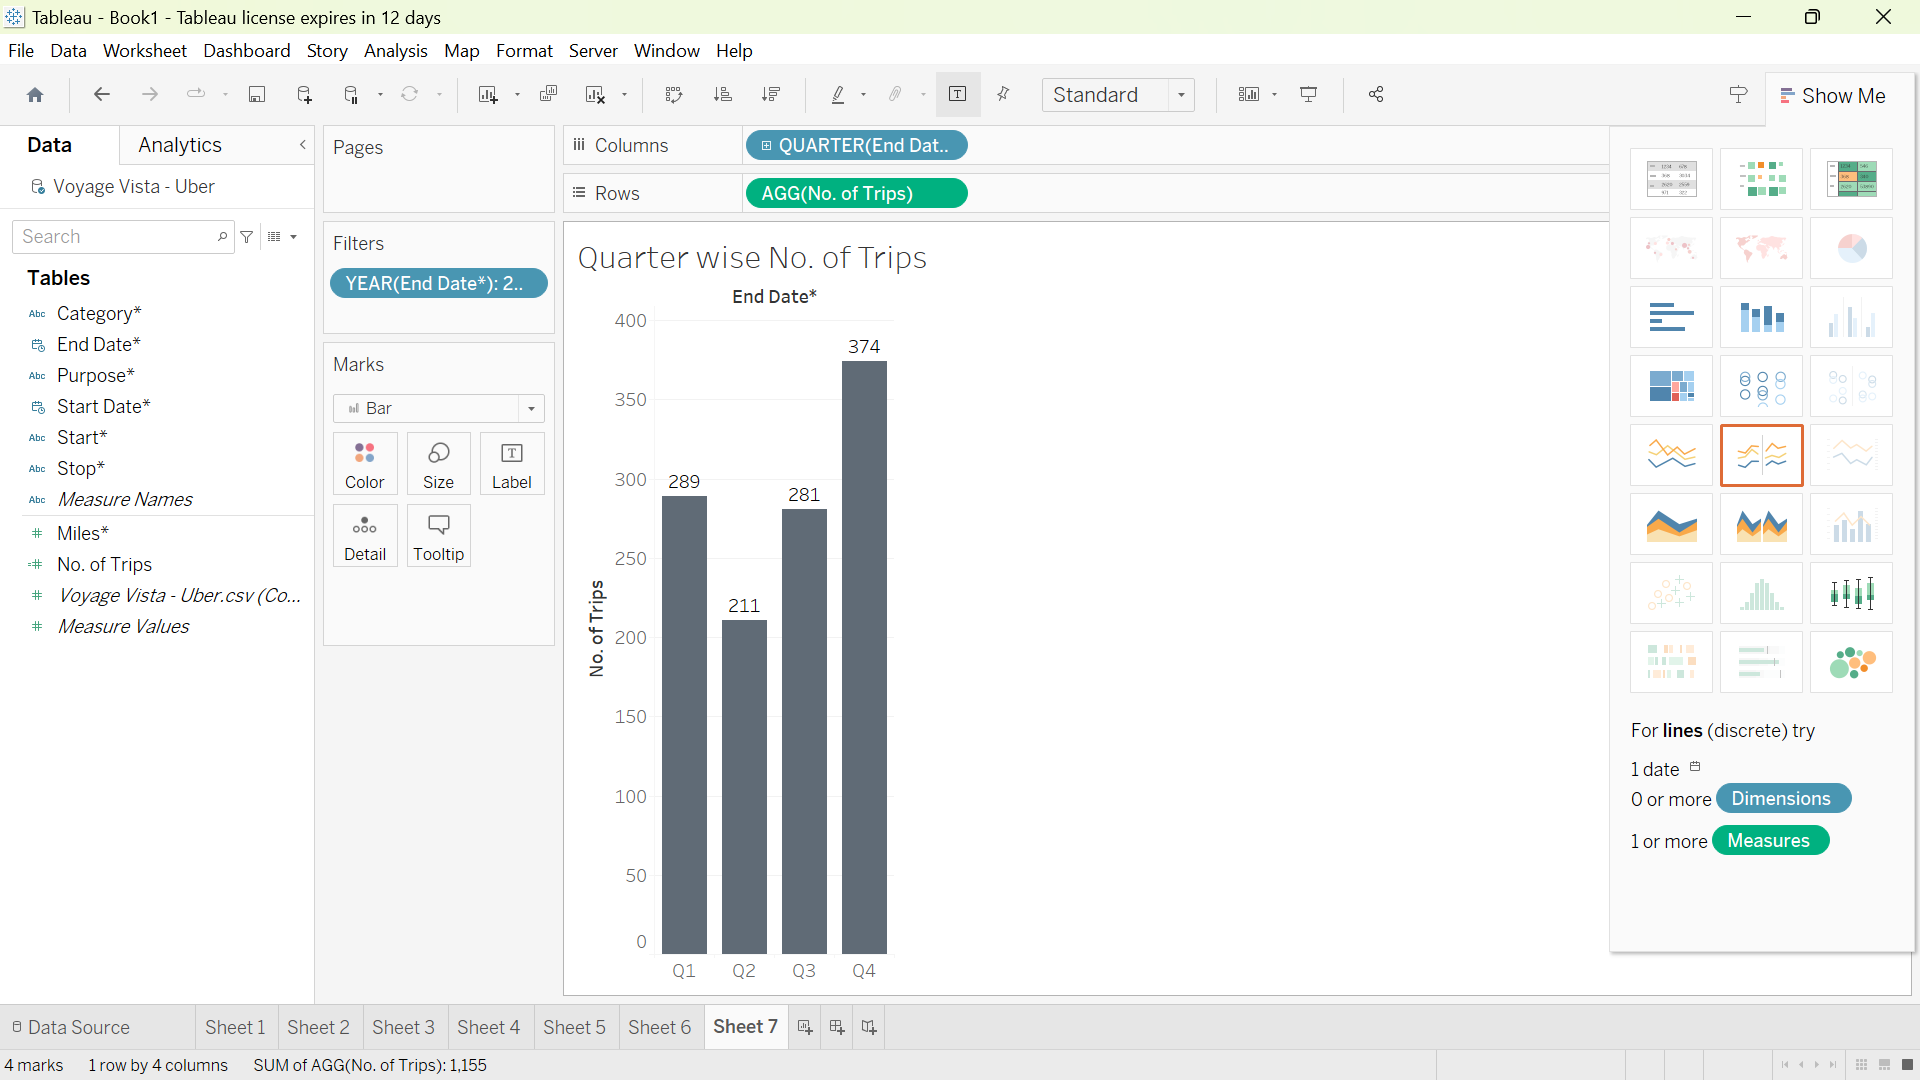 Tableau - Book1 - Tableau license expires in 12 days
File Data Worksheet Dashboard Story Analysis Map Format Server Window Help
Standard
Show Me
Data
Analytics
Voyage Vista - Uber
Search
Tables
Abc Category*
End Date*
Abc Purpose*
Start Date*
Abc Start*
Abc Stop*
Abc Measure Names
# Miles*
=# No. of Trips
# Voyage Vista - Uber.csv (Co...
# Measure Values
Pages
Filters
YEAR(End Date*): 2..
Marks
Bar
Color
Size
Label
Detail
Tooltip
Columns
QUARTER(End Dat..
Rows
AGG(No. of Trips)
Quarter wise No. of Trips
End Date*
No. of Trips
400
350
300
250
200
150
100
50
0
289
211
281
374
Q1 Q2 Q3 Q4
For lines (discrete) try
1 date
0 or more Dimensions
1 or more Measures
Data Source
Sheet 1
Sheet 2
Sheet 3
Sheet 4
Sheet 5
Sheet 6
Sheet 7
4 marks
1 row by 4 columns
SUM of AGG(No. of Trips): 1,155